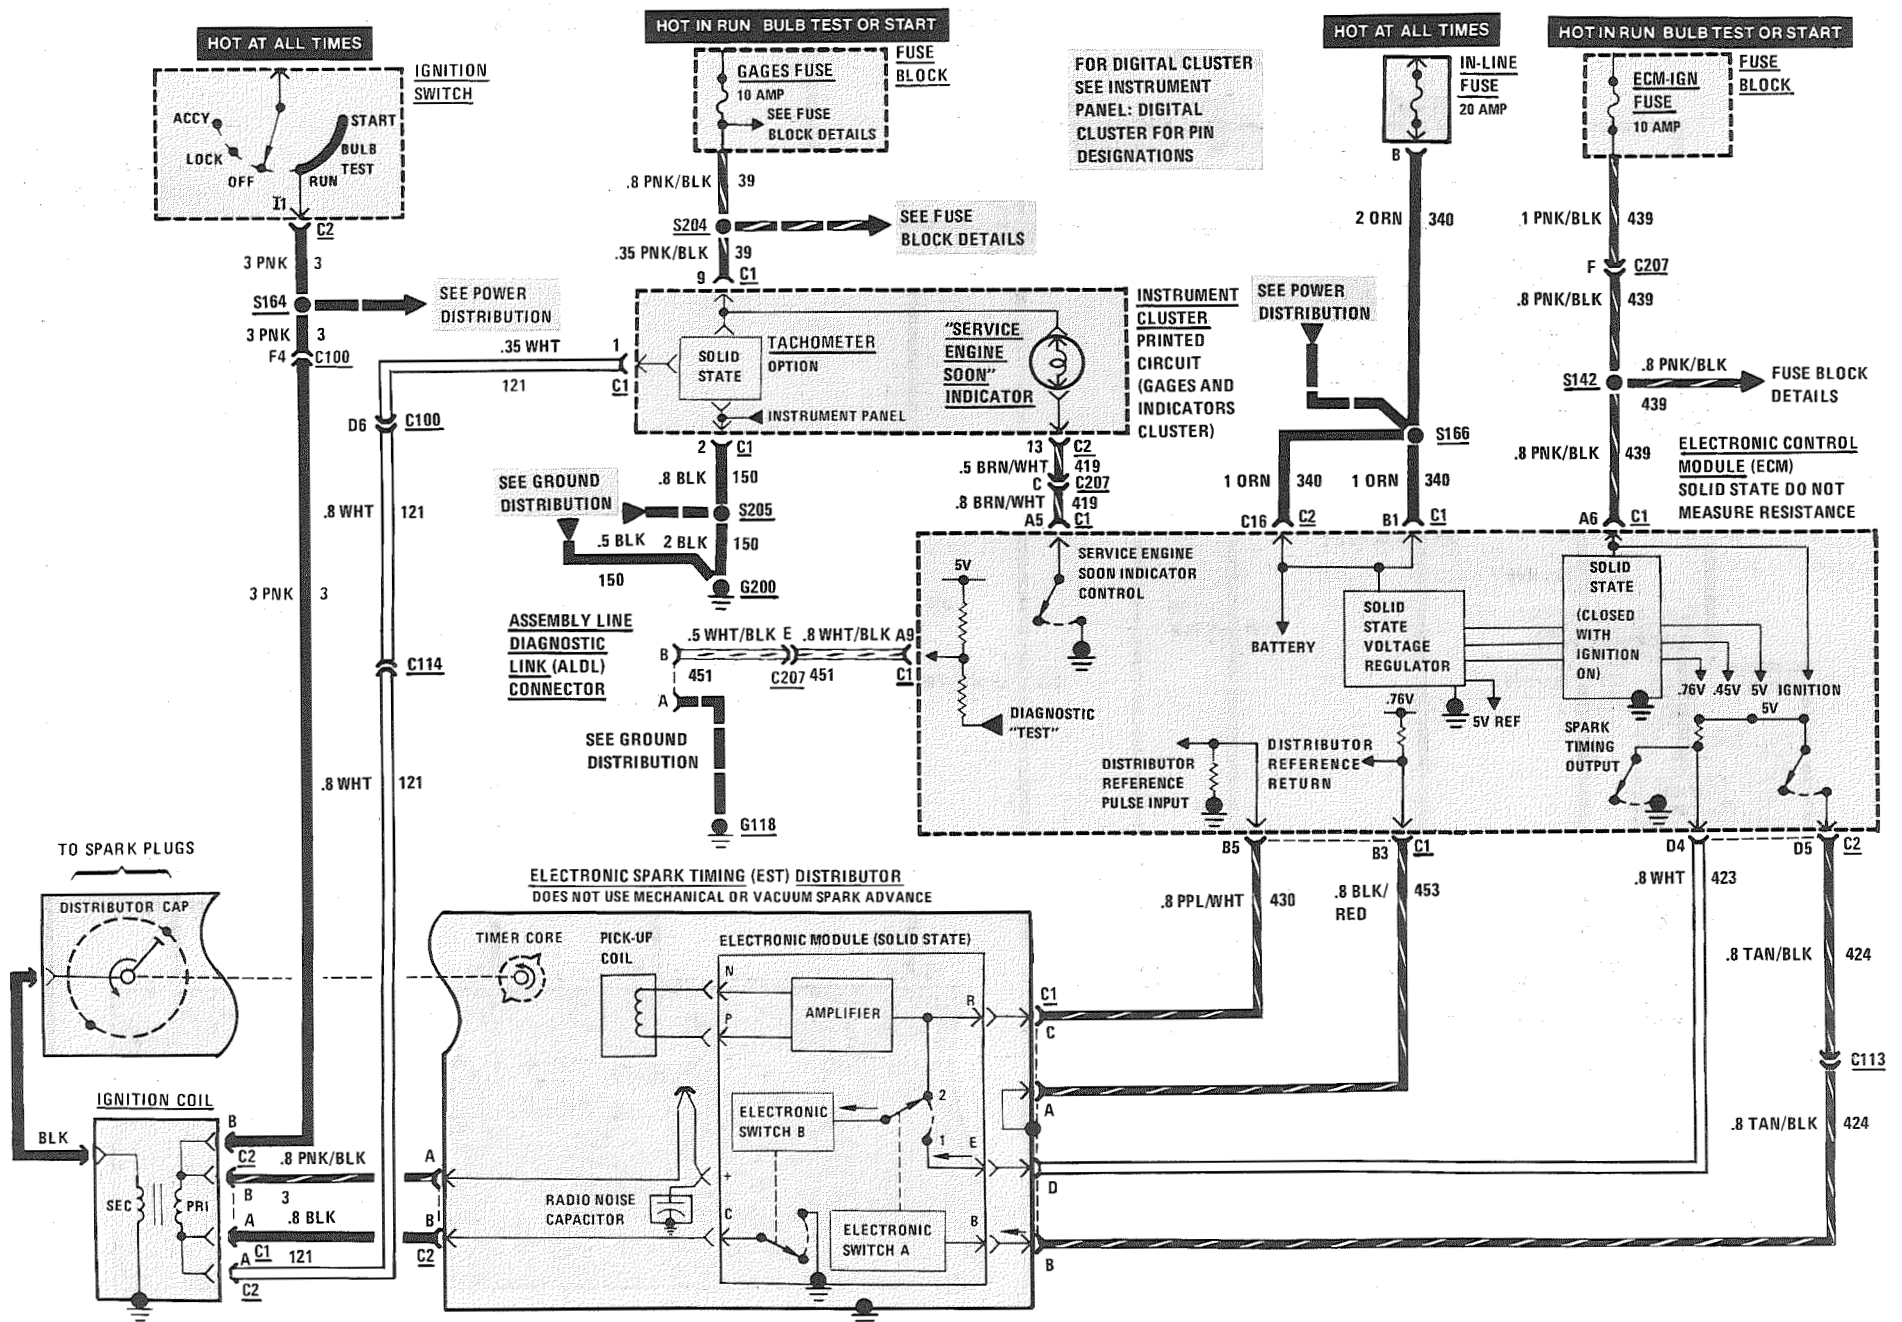 HOT AT ALL TIMES
IGNITION
SWITCH
ACCY
LOCK
OFF
RUN
BULB
TEST
START
I1
C2
3 PNK
3
S164
SEE POWER
DISTRIBUTION
3 PNK
3
F4
C100
HOT IN RUN BULB TEST OR START
FUSE
BLOCK
GAGES FUSE
10 AMP
SEE FUSE
BLOCK DETAILS
.8 PNK/BLK
39
S204
SEE FUSE
BLOCK DETAILS
.35 PNK/BLK
39
9
C1
FOR DIGITAL CLUSTER
SEE INSTRUMENT
PANEL: DIGITAL
CLUSTER FOR PIN
DESIGNATIONS
HOT AT ALL TIMES
IN-LINE
FUSE
20 AMP
B
2 ORN
340
HOT IN RUN BULB TEST OR START
FUSE
BLOCK
ECM-IGN
FUSE
10 AMP
1 PNK/BLK
439
F
C207
.8 PNK/BLK
439
S142
.8 PNK/BLK
439
FUSE BLOCK
DETAILS
.8 PNK/BLK
439
A6
C1
.35 WHT
121
1
C1
D6
C100
.8 WHT
121
C114
.8 WHT
121
3 PNK
3
SOLID
STATE
TACHOMETER
OPTION
INSTRUMENT PANEL
"SERVICE
ENGINE
SOON"
INDICATOR
INSTRUMENT
CLUSTER
PRINTED
CIRCUIT
(GAGES AND
INDICATORS
CLUSTER)
2
C1
.8 BLK
150
SEE GROUND
DISTRIBUTION
S205
.5 BLK
150
2 BLK
150
G200
13
C2
.5 BRN/WHT
419
C
C207
.8 BRN/WHT
419
A5
C1
SEE POWER
DISTRIBUTION
S166
1 ORN
340
1 ORN
340
C16
C2
B1
C1
ELECTRONIC CONTROL
MODULE (ECM)
SOLID STATE DO NOT
MEASURE RESISTANCE
ASSEMBLY LINE
DIAGNOSTIC
LINK (ALDL)
CONNECTOR
B
.5 WHT/BLK
451
E
C207
.8 WHT/BLK
451
A9
C1
A
SEE GROUND
DISTRIBUTION
G118
5V
DIAGNOSTIC
"TEST"
SERVICE ENGINE
SOON INDICATOR
CONTROL
BATTERY
SOLID
STATE
VOLTAGE
REGULATOR
5V REF
SOLID
STATE
(CLOSED
WITH
IGNITION
ON)
.76V
.45V
5V
IGNITION
DISTRIBUTOR
REFERENCE
PULSE INPUT
DISTRIBUTOR
REFERENCE
RETURN
.76V
SPARK
TIMING
OUTPUT
5V
B5
B3
C1
D4
D5
C2
.8 PPL/WHT
430
.8 BLK/
RED
453
.8 WHT
423
.8 TAN/BLK
424
C113
.8 TAN/BLK
424
TO SPARK PLUGS
DISTRIBUTOR CAP
IGNITION COIL
BLK
SEC
PRI
B
C2
.8 PNK/BLK
B
3
A
.8 BLK
C1
A
121
C2
ELECTRONIC SPARK TIMING (EST) DISTRIBUTOR
DOES NOT USE MECHANICAL OR VACUUM SPARK ADVANCE
TIMER CORE
PICK-UP
COIL
ELECTRONIC MODULE (SOLID STATE)
N
P
AMPLIFIER
R
ELECTRONIC
SWITCH B
2
1
E
RADIO NOISE
CAPACITOR
+
C
ELECTRONIC
SWITCH A
B
A
B
C2
C1
C
A
D
B